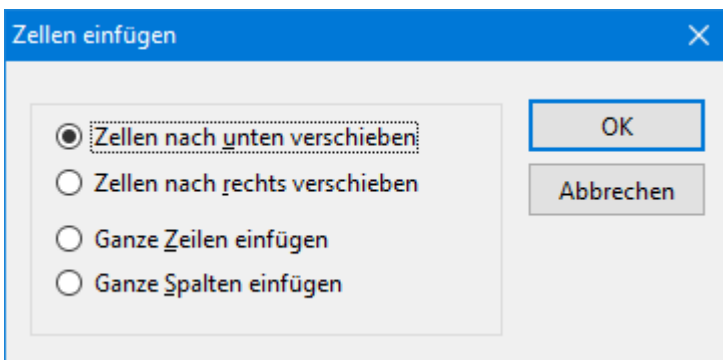 Zellen einfügen
Zellen nach unten verschieben
Zellen nach rechts verschieben
Ganze Zeilen einfügen
Ganze Spalten einfügen
OK
Abbrechen